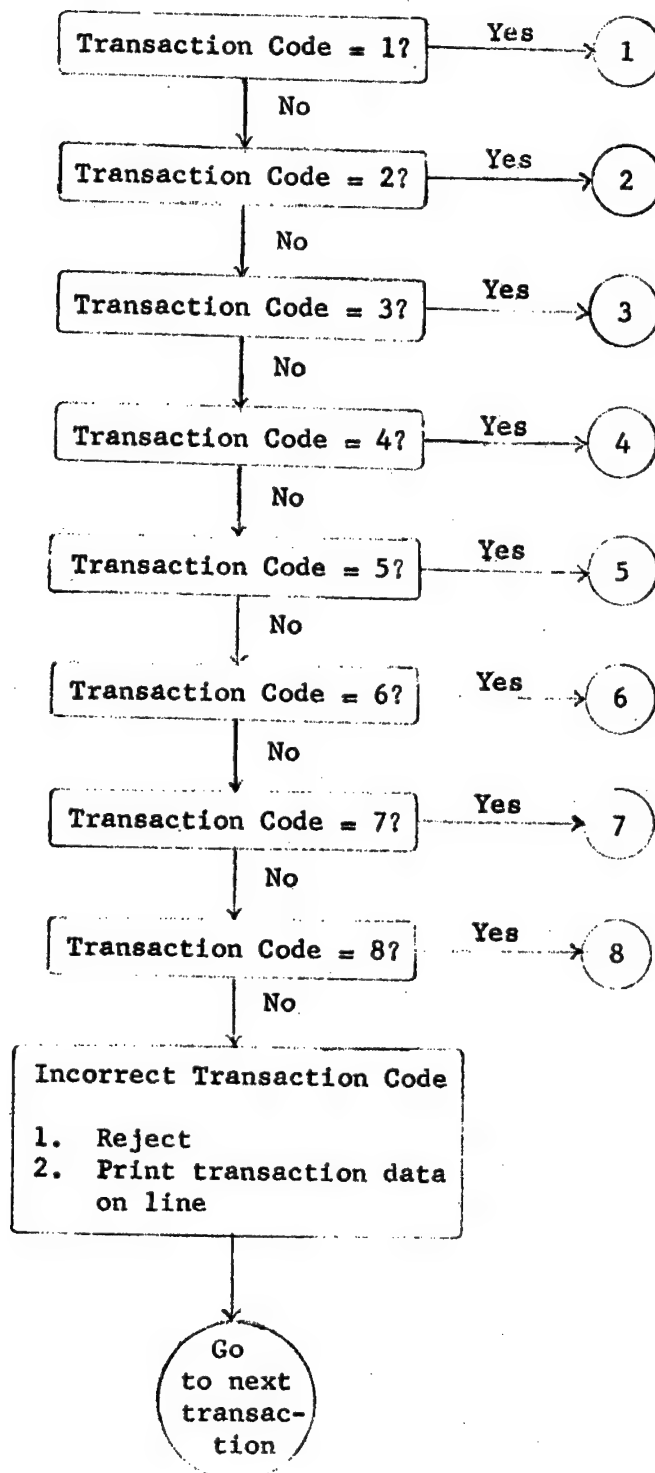 Transaction Code = 1? Yes 1
No
Transaction Code = 2? Yes 2
No
Transaction Code = 3? Yes 3
No
Transaction Code = 4? Yes 4
No
Transaction Code = 5? Yes 5
No
Transaction Code = 6? Yes 6
No
Transaction Code = 7? Yes 7
No
Transaction Code = 8? Yes 8
No
Incorrect Transaction Code
1. Reject
2. Print transaction data
on line
Go
to next
transac-
tion